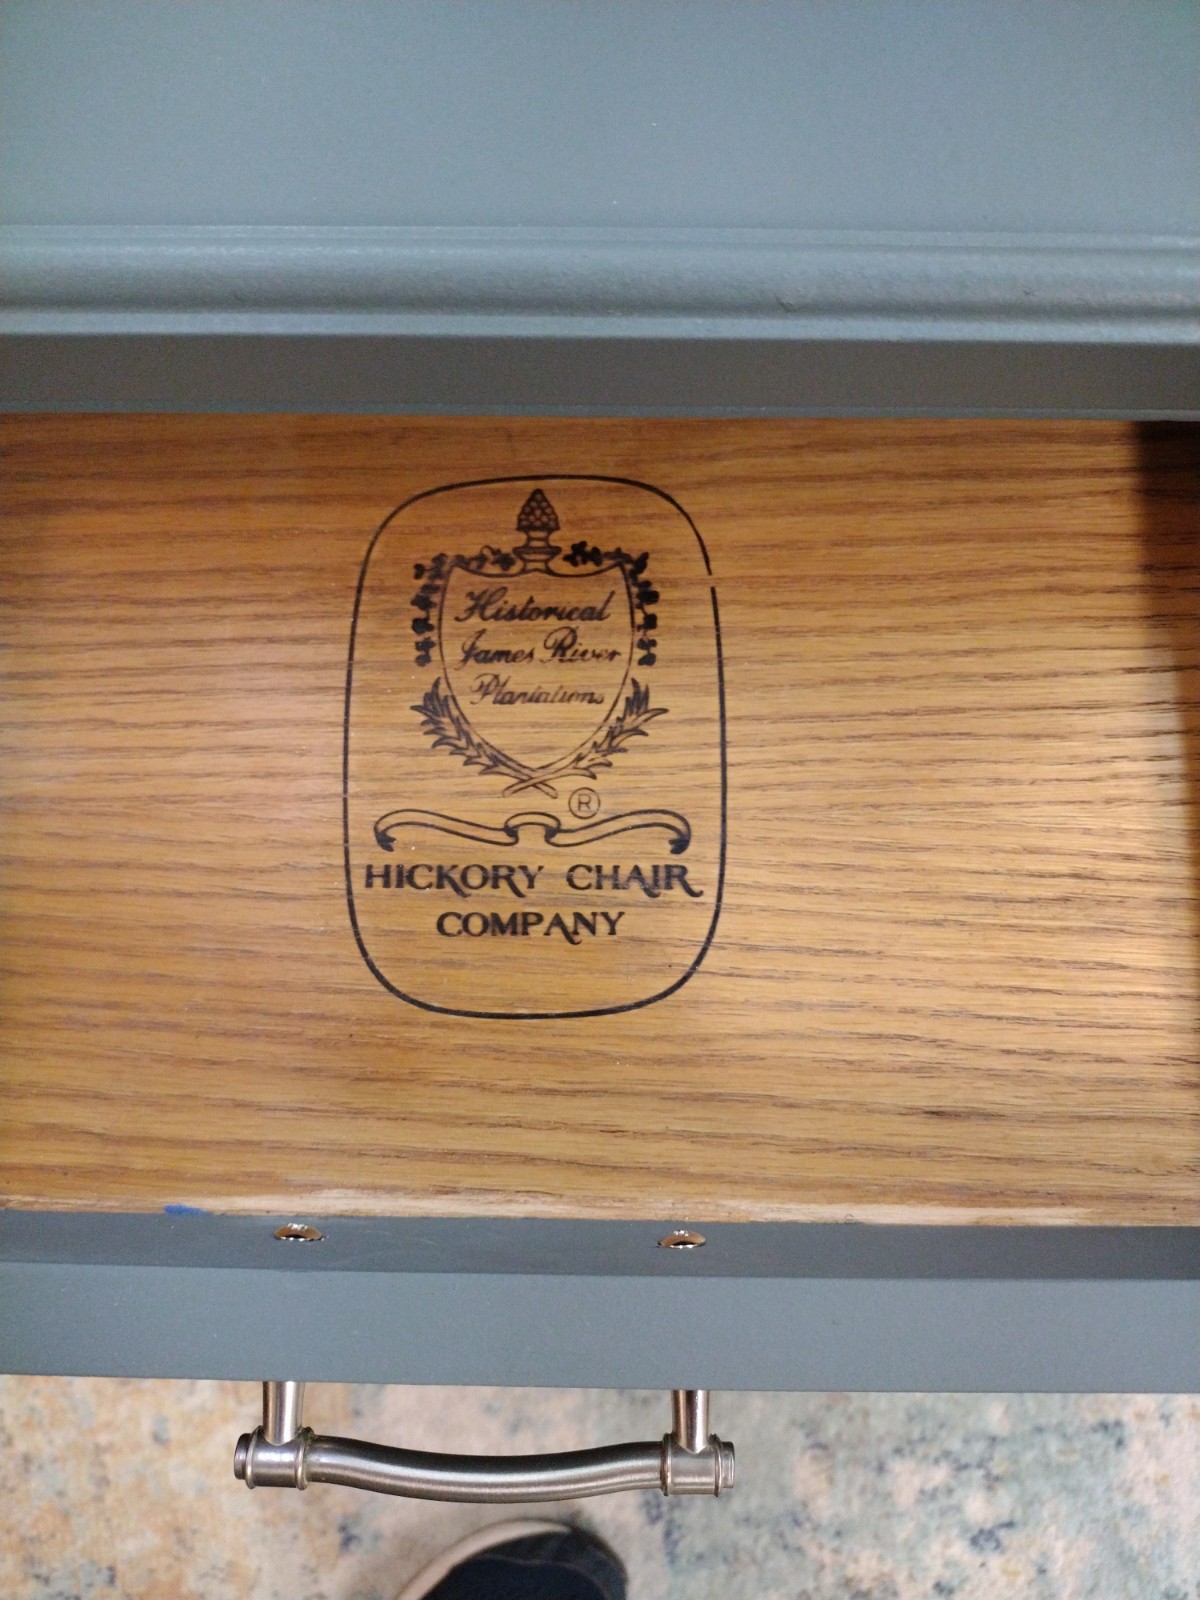 Historical
James River
Plantations
®
HICKORY CHAIR
COMPANY